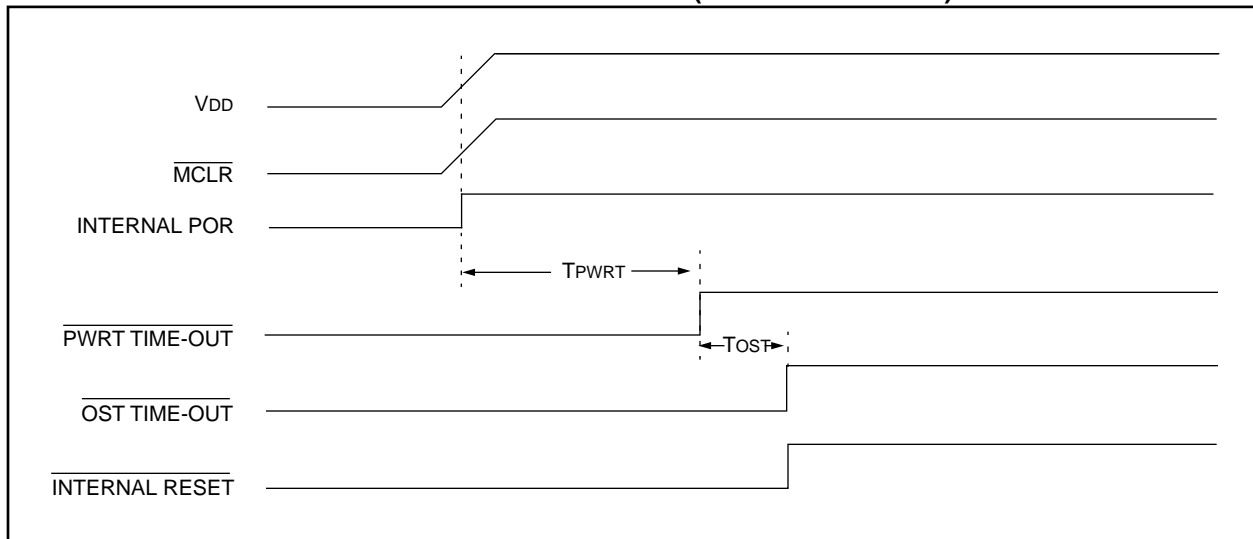 VDD
MCLR
INTERNAL POR
TPWRT
PWRT TIME-OUT
TOST
OST TIME-OUT
INTERNAL RESET